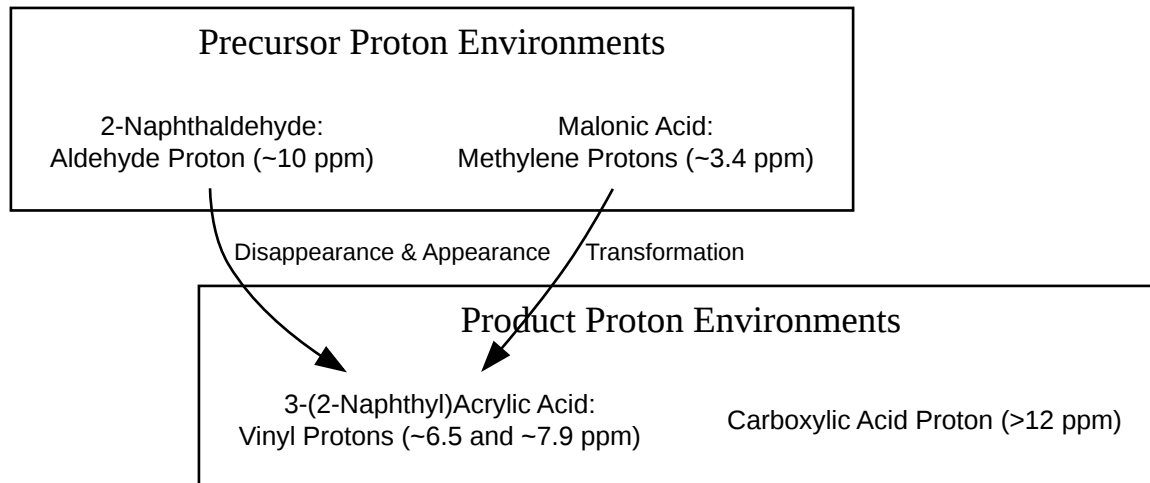 Precursor Proton Environments
2-Naphthaldehyde:
Aldehyde Proton (~10 ppm)
Malonic Acid:
Methylene Protons (~3.4 ppm)
Disappearance & Appearance
Transformation
Product Proton Environments
3-(2-Naphthyl)Acrylic Acid:
Vinyl Protons (~6.5 and ~7.9 ppm)
Carboxylic Acid Proton (>12 ppm)